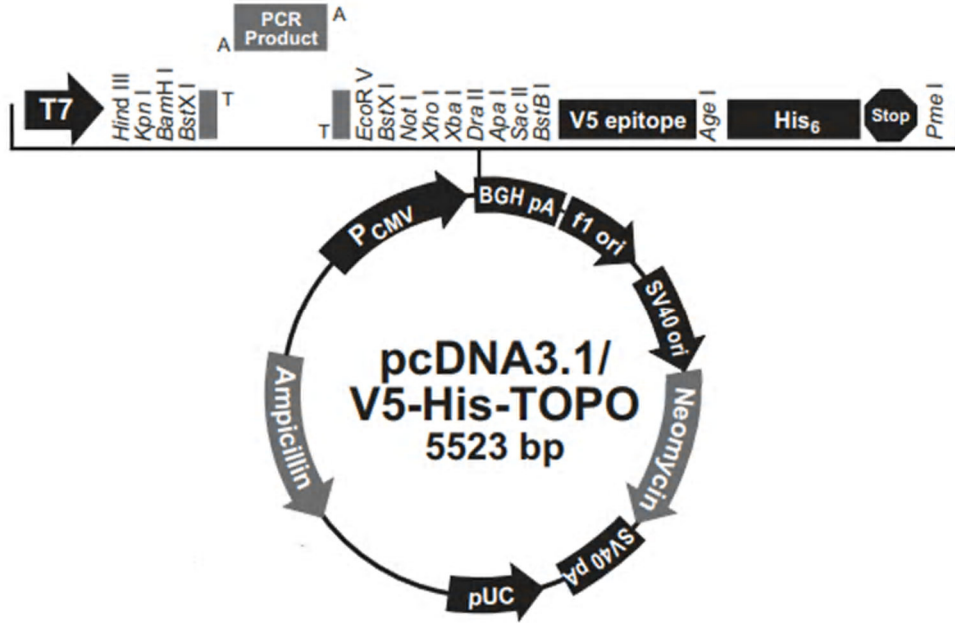 A
PCR
Product
A
T7
Hind III
Kpn I
BamH I
BstX I
T
T
EcoR V
BstX I
Not I
Xho I
Xba I
Dra II
Apa I
Sac II
BstB I
V5 epitope
Age I
His6
Stop
Pme I
PCMV
BGH pA
f1 ori
SV40 ori
Neomycin
SV40 pA
pUC
Ampicillin
pcDNA3.1/
V5-His-TOPO
5523 bp